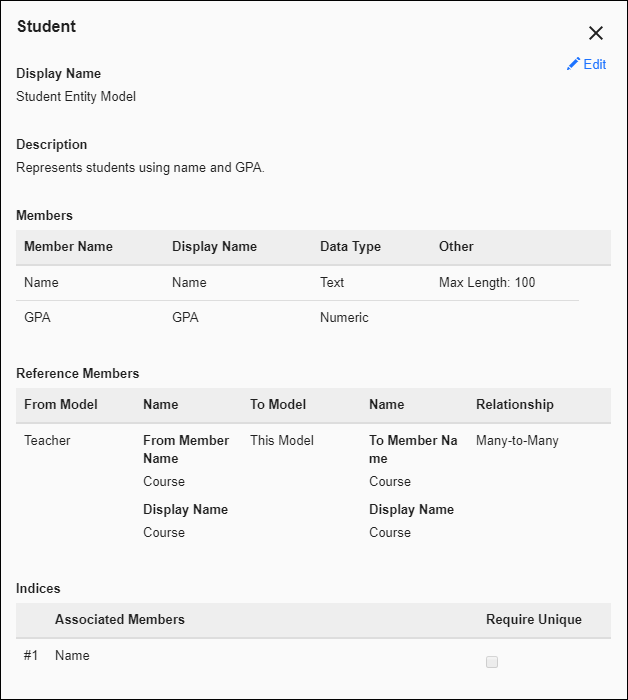 Student
Edit
Display Name
Student Entity Model
Description
Represents students using name and GPA.
Members
Member Name Display Name Data Type Other
Name Name Text Max Length: 100
GPA GPA Numeric
Reference Members
From Model Name To Model Name Relationship
Teacher From Member This Model To Member Na Many-to-Many
Name me
Course Course
Display Name Display Name
Course Course
Indices
Associated Members Require Unique
#1 Name